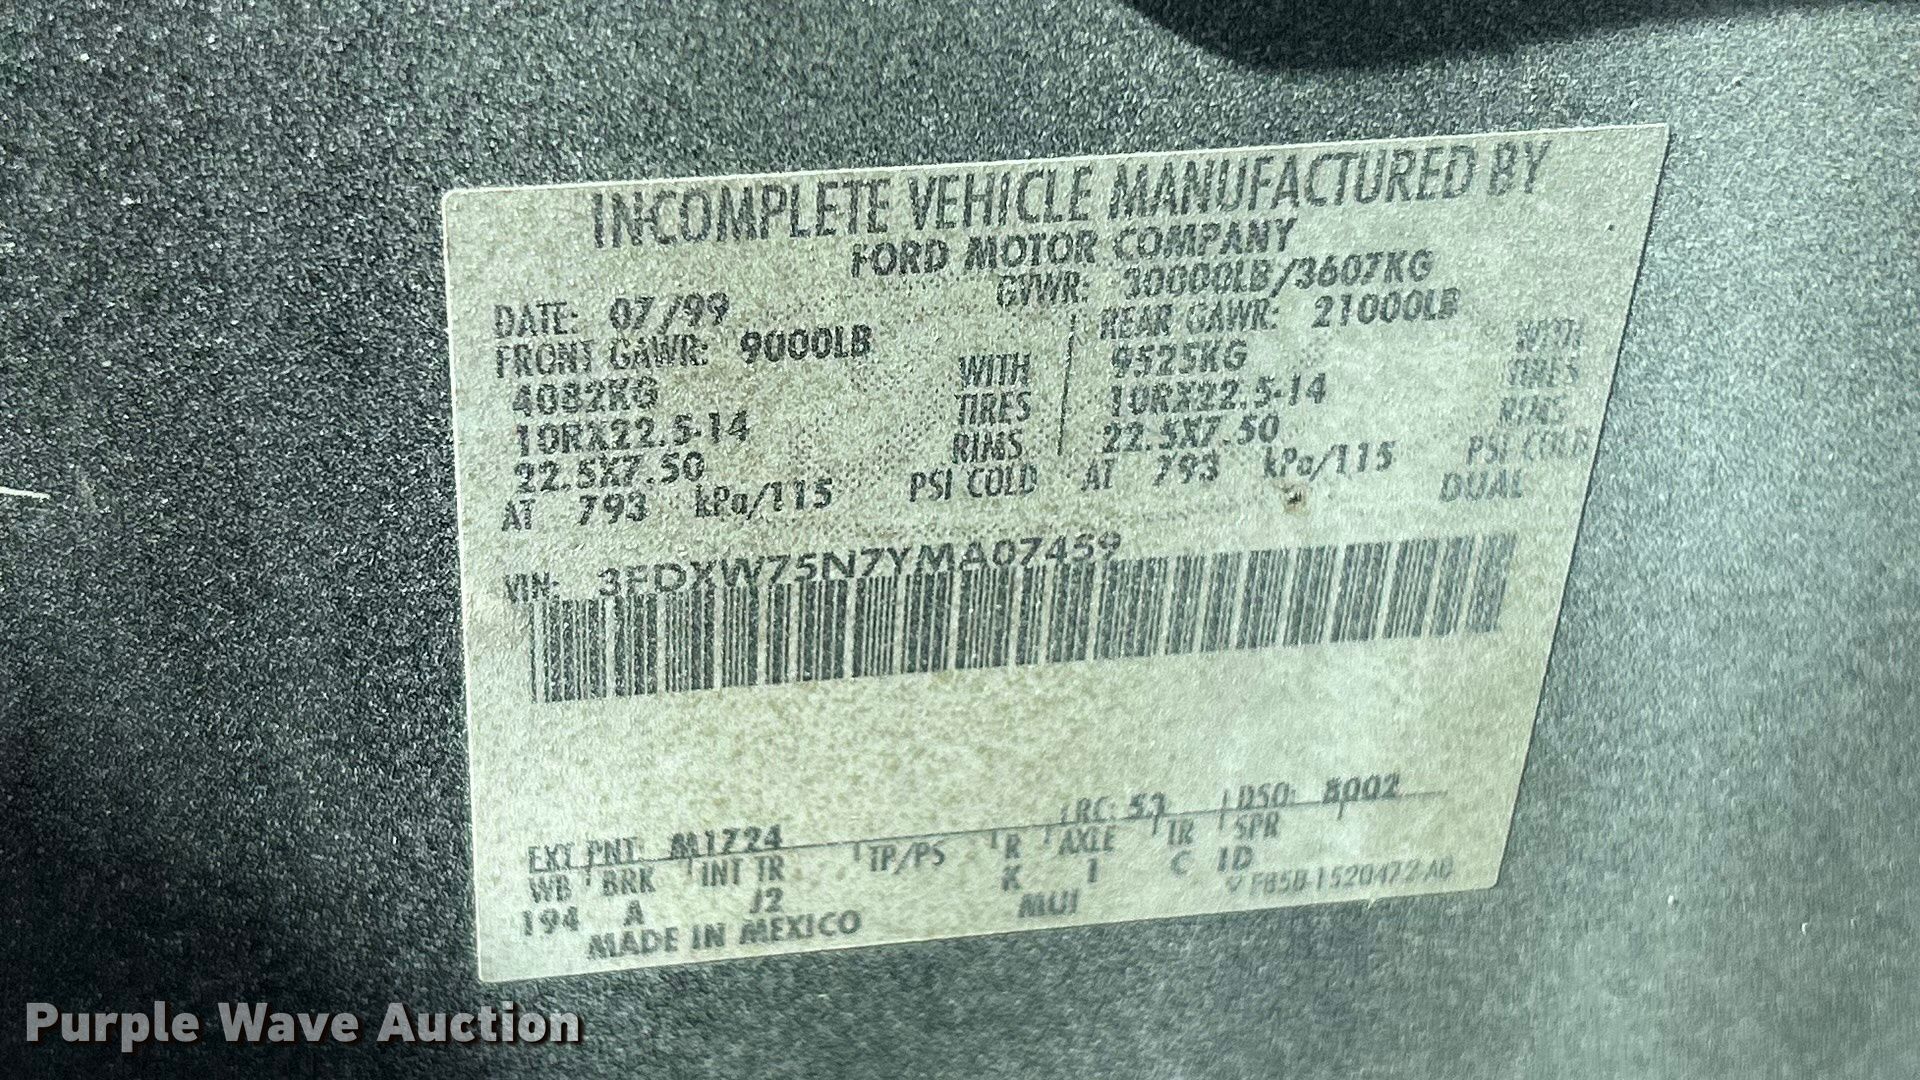 INCOMPLETE VEHICLE MANUFACTURED BY
FORD MOTOR COMPANY
DATE: 07/99 GVWR: 30000LB/3607KG
FRONT GAWR: 9000LB REAR GAWR: 21000LB
4082KG WITH 9525KG WITH
10RX22.5-14 TIRES 10RX22.5-14 TIRES
22.5X7.50 RIMS 22.5X7.50 RIMS
AT 793 kPa/115 PSI COLD AT 793 kPa/115 PSI COLD
DUAL
VIN: 3FDXW75N7YMA07459
EXT PNT: M1724 RC: 53 DSO: 8002
WB BRK INT TR TP/PS R AXLE TR SPR
194 A J2 K I C ID
MADE IN MEXICO MUI
Purple Wave Auction